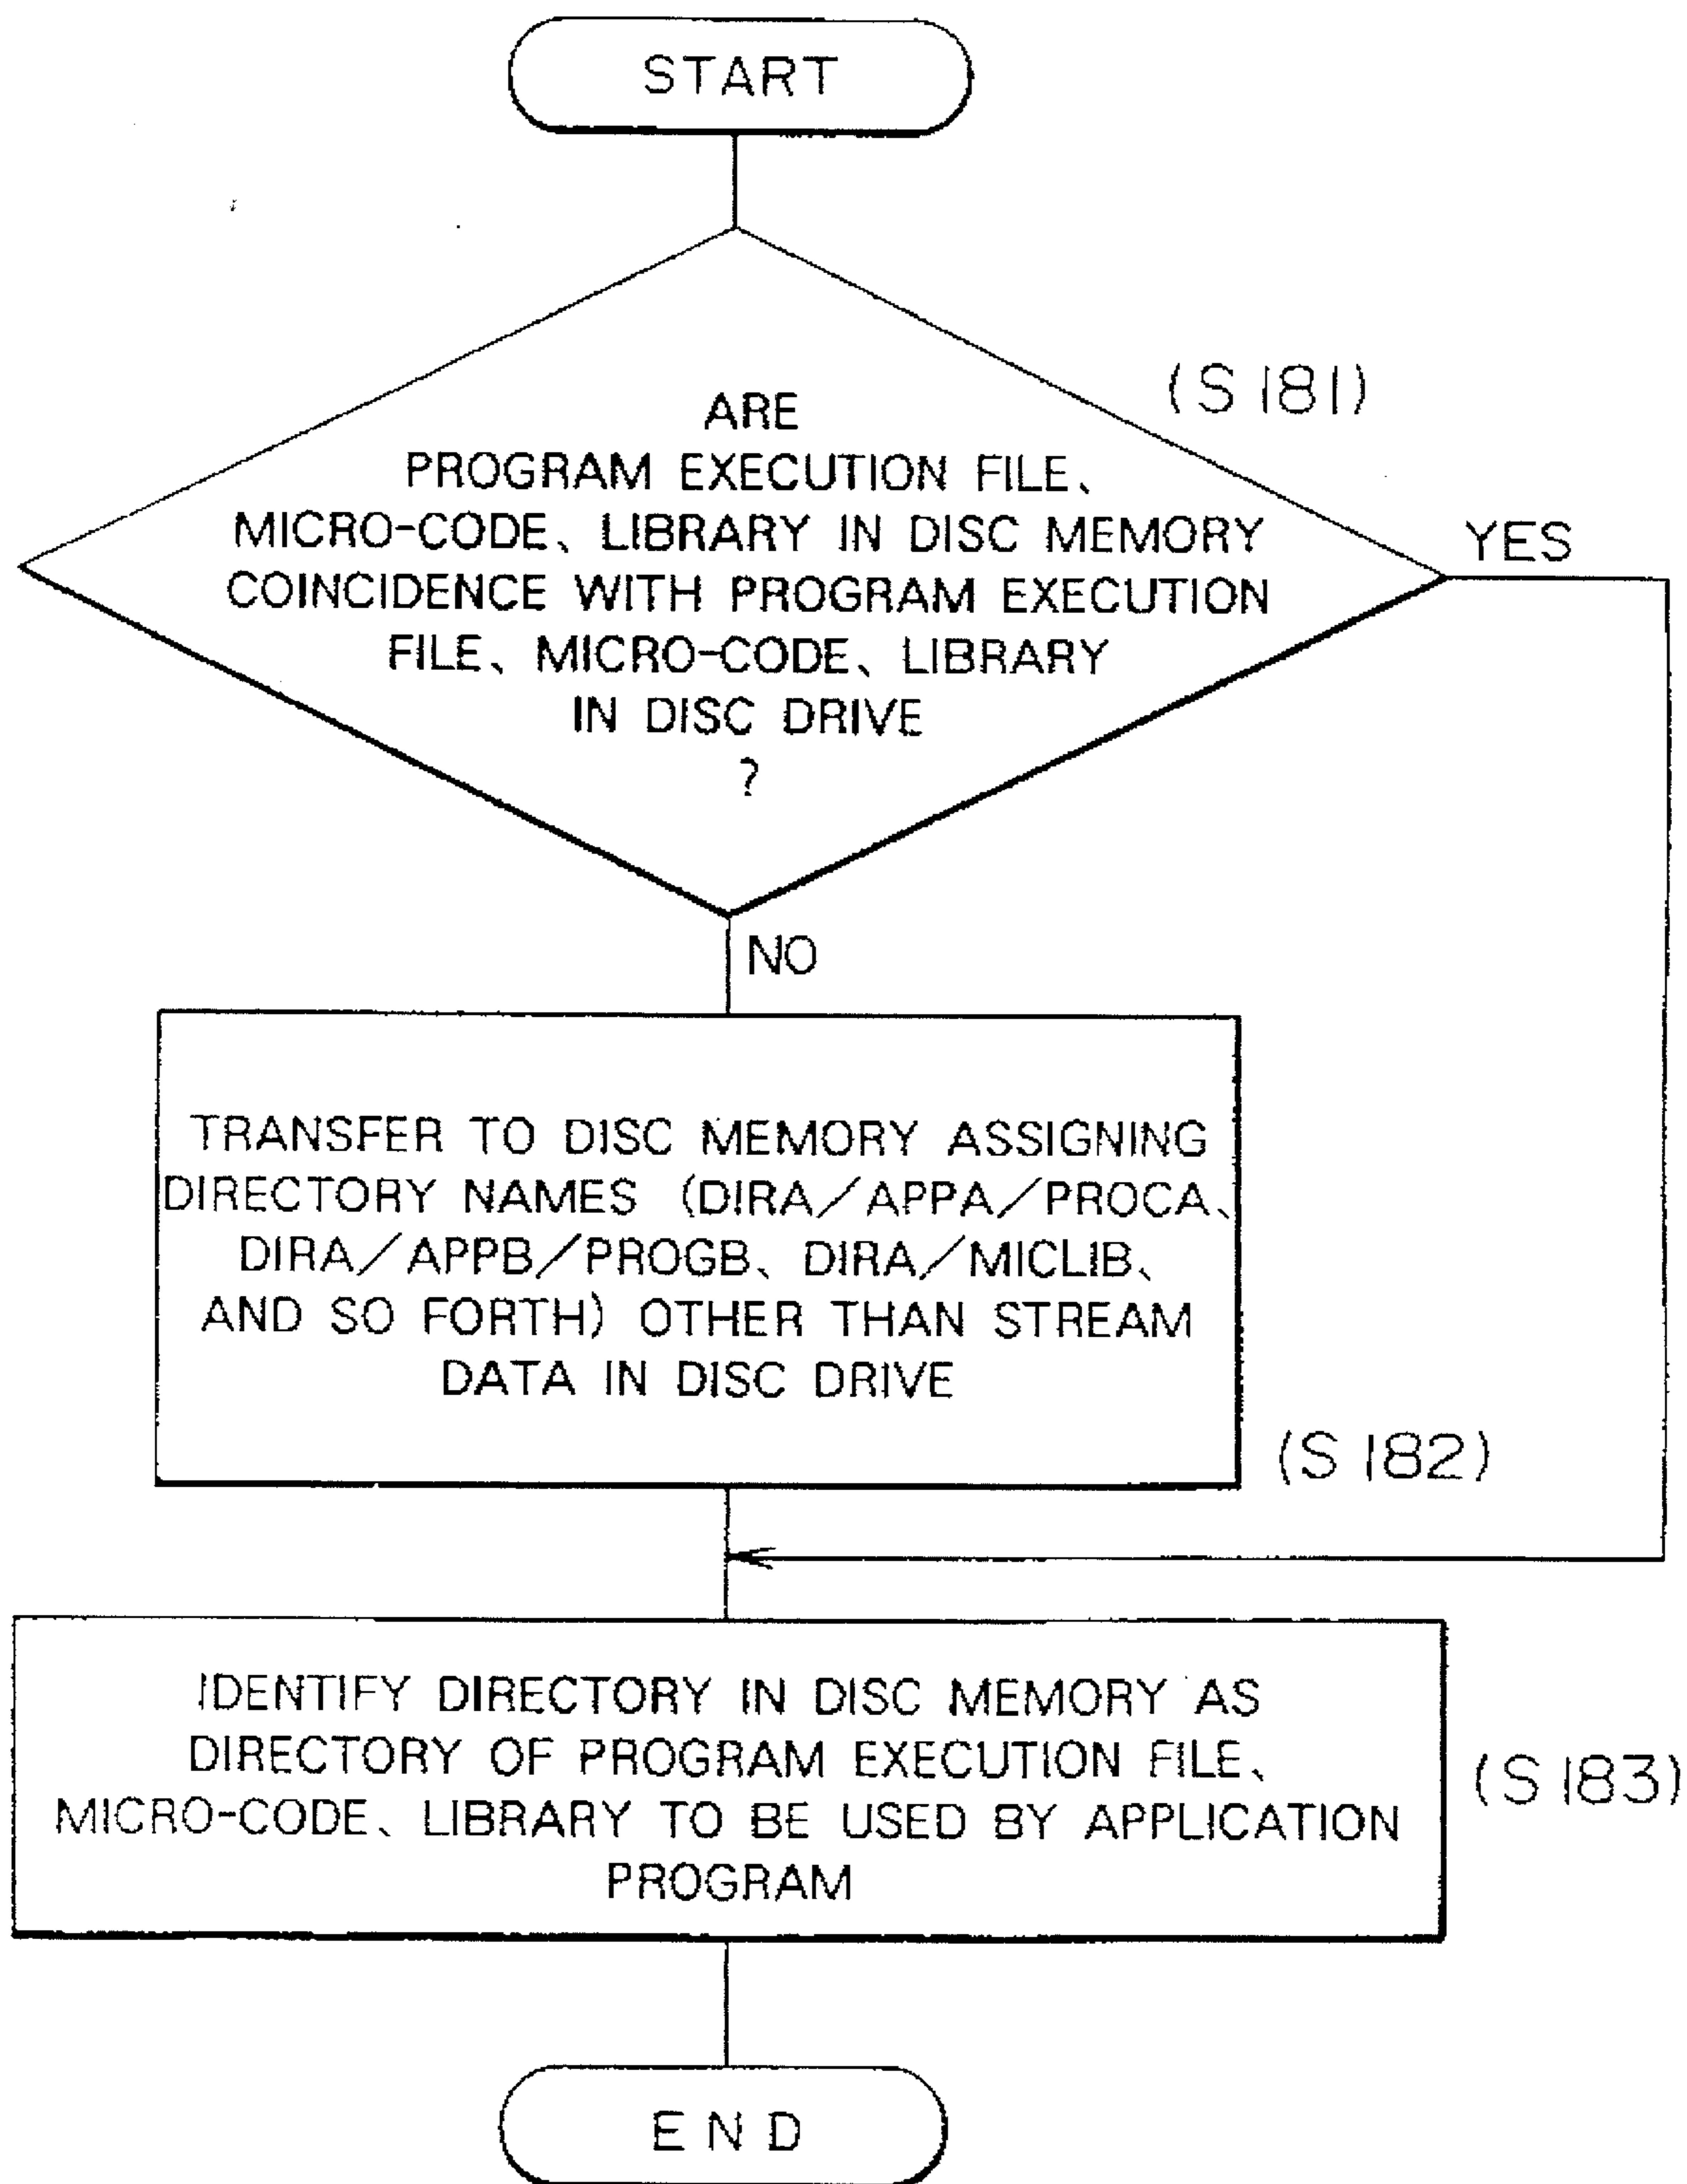 START
(S 181)
ARE
PROGRAM EXECUTION FILE、
MICRO-CODE、LIBRARY IN DISC MEMORY
COINCIDENCE WITH PROGRAM EXECUTION
FILE、MICRO-CODE、LIBRARY
IN DISC DRIVE
?
YES
NO
TRANSFER TO DISC MEMORY ASSIGNING
DIRECTORY NAMES (DIRA/APPA/PROCA、
DIRA/APPB/PROGB、DIRA/MICLIB、
AND SO FORTH) OTHER THAN STREAM
DATA IN DISC DRIVE
(S 182)
IDENTIFY DIRECTORY IN DISC MEMORY AS
DIRECTORY OF PROGRAM EXECUTION FILE、
MICRO-CODE、LIBRARY TO BE USED BY APPLICATION
PROGRAM
(S 183)
END